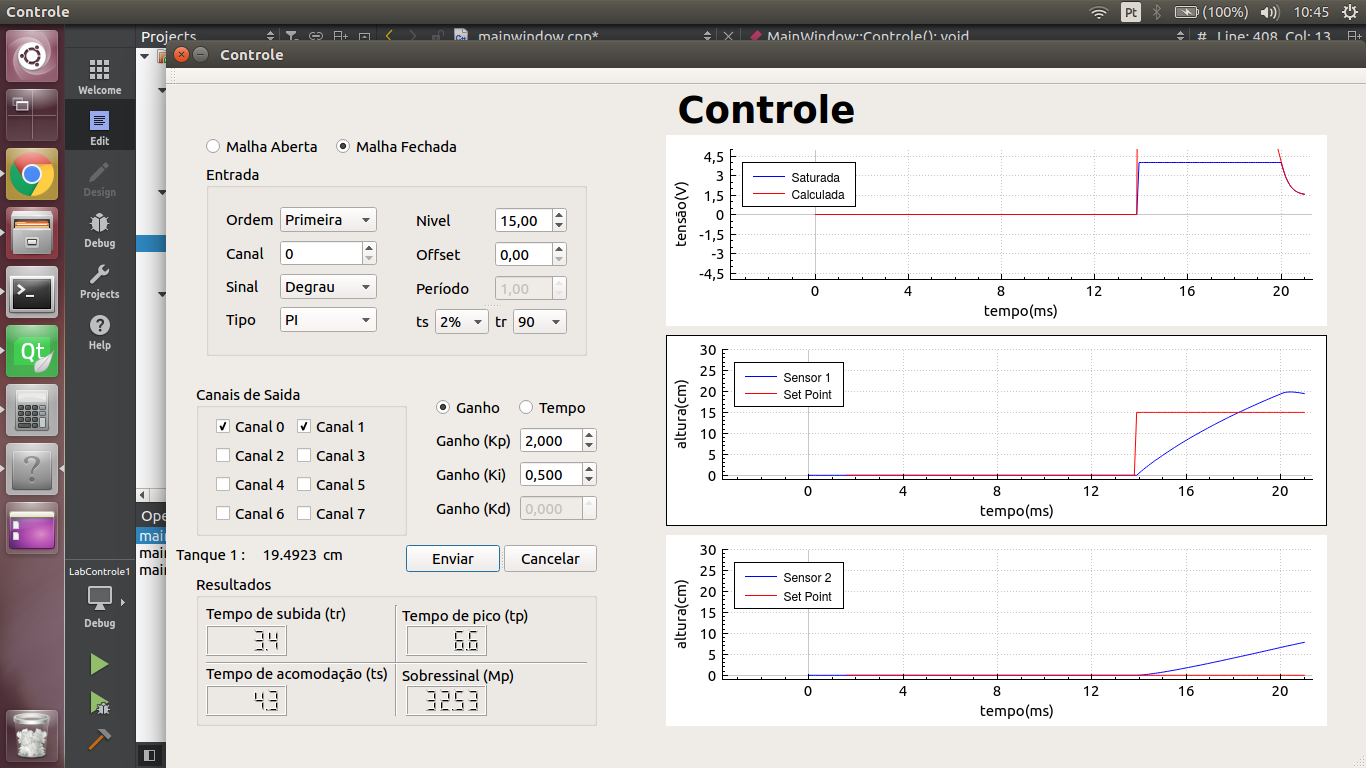 Controle
Pt
(100%)
10:45
Projects
mainwindow.cpp*
MainWindow::Controle(): void
# Line: 408, Col: 13
Controle
Welcome
Edit
Design
Debug
Projects
Help
LabControle1
Debug
Ope
main
main
main
Malha Aberta
Malha Fechada
Entrada
Ordem Primeira
Nivel 15,00
Canal 0
Offset 0,00
Sinal Degrau
Período 1,00
Tipo PI
ts 2% tr 90
Canais de Saida
Canal 0 Canal 1
Canal 2 Canal 3
Canal 4 Canal 5
Canal 6 Canal 7
Ganho Tempo
Ganho (Kp) 2,000
Ganho (Ki) 0,500
Ganho (Kd) 0,000
Tanque 1 : 19.4923 cm
Enviar Cancelar
Resultados
Tempo de subida (tr)
3.4
Tempo de pico (tp)
6.6
Tempo de acomodação (ts)
4.3
Sobressinal (Mp)
32.53
Controle
tensão(V)
4,5
3
1,5
0
-1,5
-3
-4,5
Saturada
Calculada
0 4 8 12 16 20
tempo(ms)
altura(cm)
30
25
20
15
10
5
0
Sensor 1
Set Point
0 4 8 12 16 20
tempo(ms)
altura(cm)
30
25
20
15
10
5
0
Sensor 2
Set Point
0 4 8 12 16 20
tempo(ms)